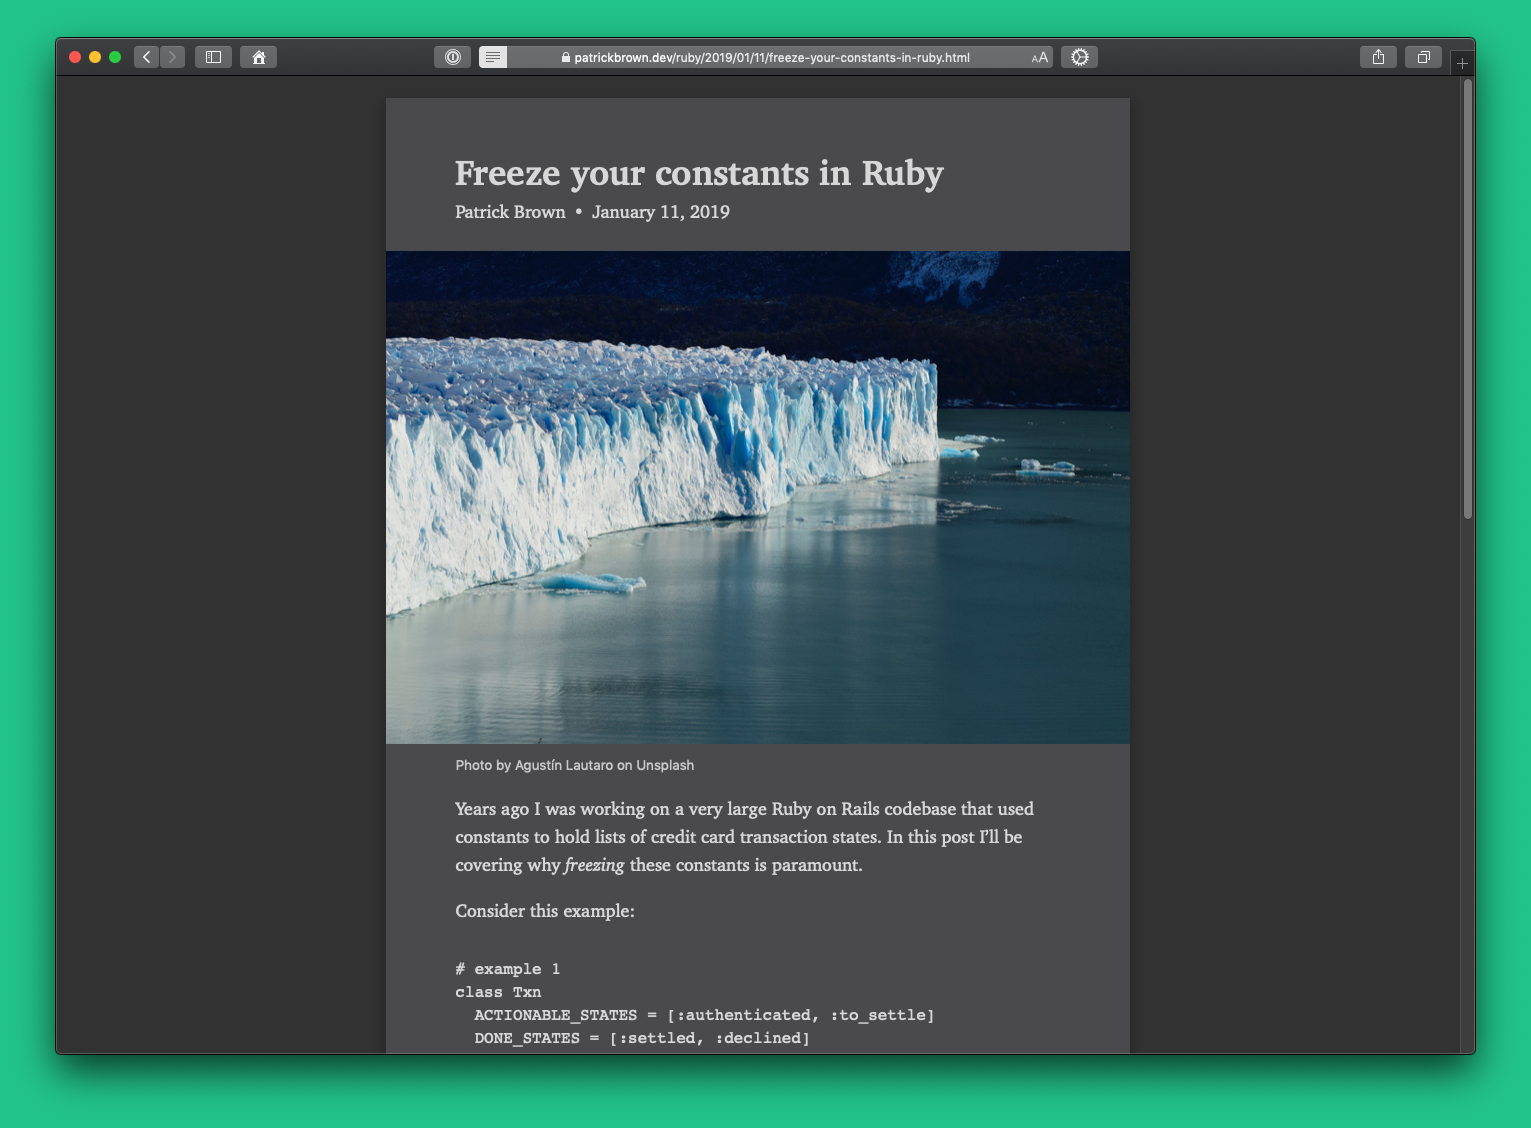 patrickbrown.dev/ruby/2019/01/11/freeze-your-constants-in-ruby.html
AA
Freeze your constants in Ruby
Patrick Brown • January 11, 2019
Photo by Agustín Lautaro on Unsplash
Years ago I was working on a very large Ruby on Rails codebase that used
constants to hold lists of credit card transaction states. In this post I’ll be
covering why freezing these constants is paramount.
Consider this example:
# example 1
class Txn
  ACTIONABLE_STATES = [:authenticated, :to_settle]
  DONE_STATES = [:settled, :declined]